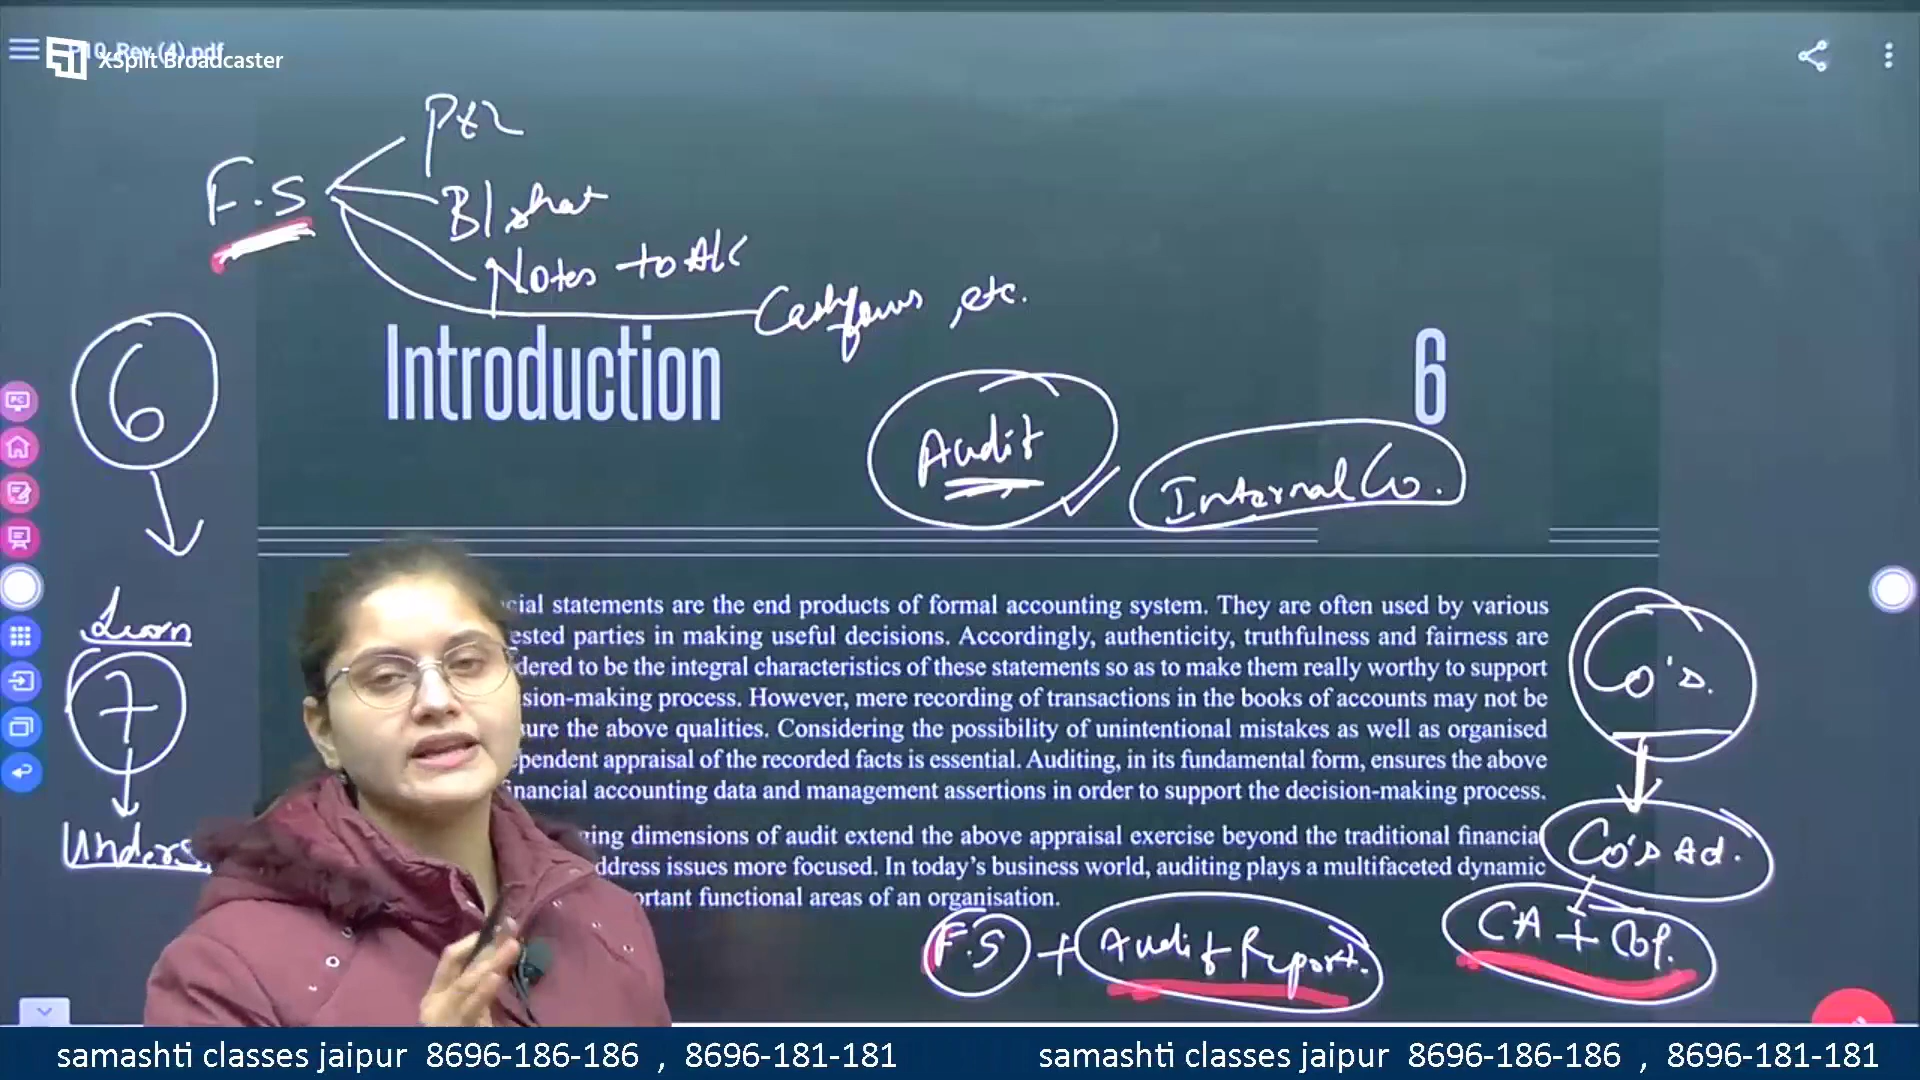 P10_Rev (4).pdf
XSplit Broadcaster
P&L
F.S
B/sheet
Notes to A/c
Cashflows, etc.
6
Introduction
6
Audit
Internal Co.
Learn
7
Unders
cial statements are the end products of formal accounting system. They are often used by various
ested parties in making useful decisions. Accordingly, authenticity, truthfulness and fairness are
dered to be the integral characteristics of these statements so as to make them really worthy to support
sion-making process. However, mere recording of transactions in the books of accounts may not be
ure the above qualities. Considering the possibility of unintentional mistakes as well as organised
pendent appraisal of the recorded facts is essential. Auditing, in its fundamental form, ensures the above
inancial accounting data and management assertions in order to support the decision-making process.
Co's.
ging dimensions of audit extend the above appraisal exercise beyond the traditional financia
ddress issues more focused. In today's business world, auditing plays a multifaceted dynamic
ortant functional areas of an organisation.
Co's Ad.
F.S + Audit Report.
CA + Cop.
samashti classes jaipur 8696-186-186 , 8696-181-181
samashti classes jaipur 8696-186-186 , 8696-181-181